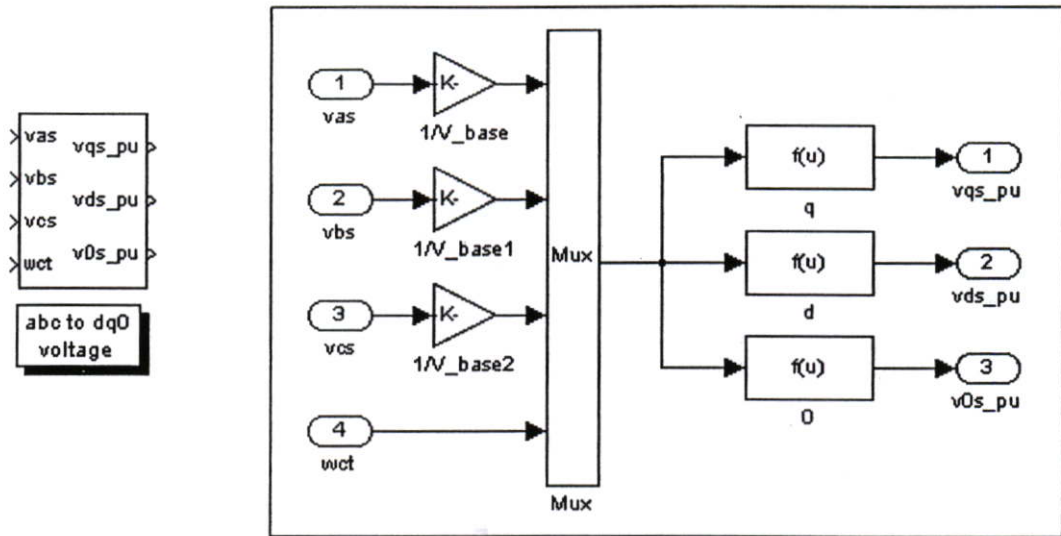 vas
vbs
vcs
wct
vqs_pu
vds_pu
v0s_pu
abc to dq0
voltage
1
vas
K-
1/V_base
2
vbs
K-
1/V_base1
3
vcs
K-
1/V_base2
4
wct
Mux
Mux
f(u)
q
1
vqs_pu
f(u)
d
2
vds_pu
f(u)
0
3
v0s_pu